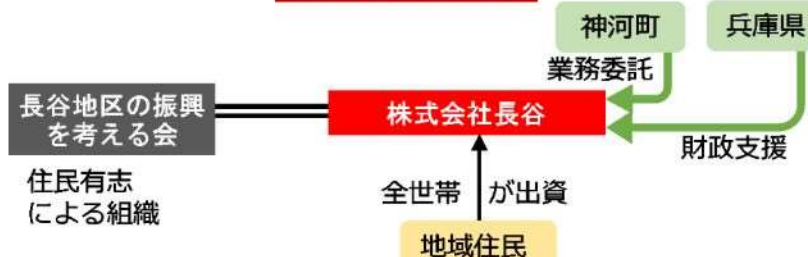 神河町
兵庫県
業務委託
長谷地区の振興
を考える会
株式会社長谷
財政支援
住民有志
による組織
全世帯 が出資
地域住民